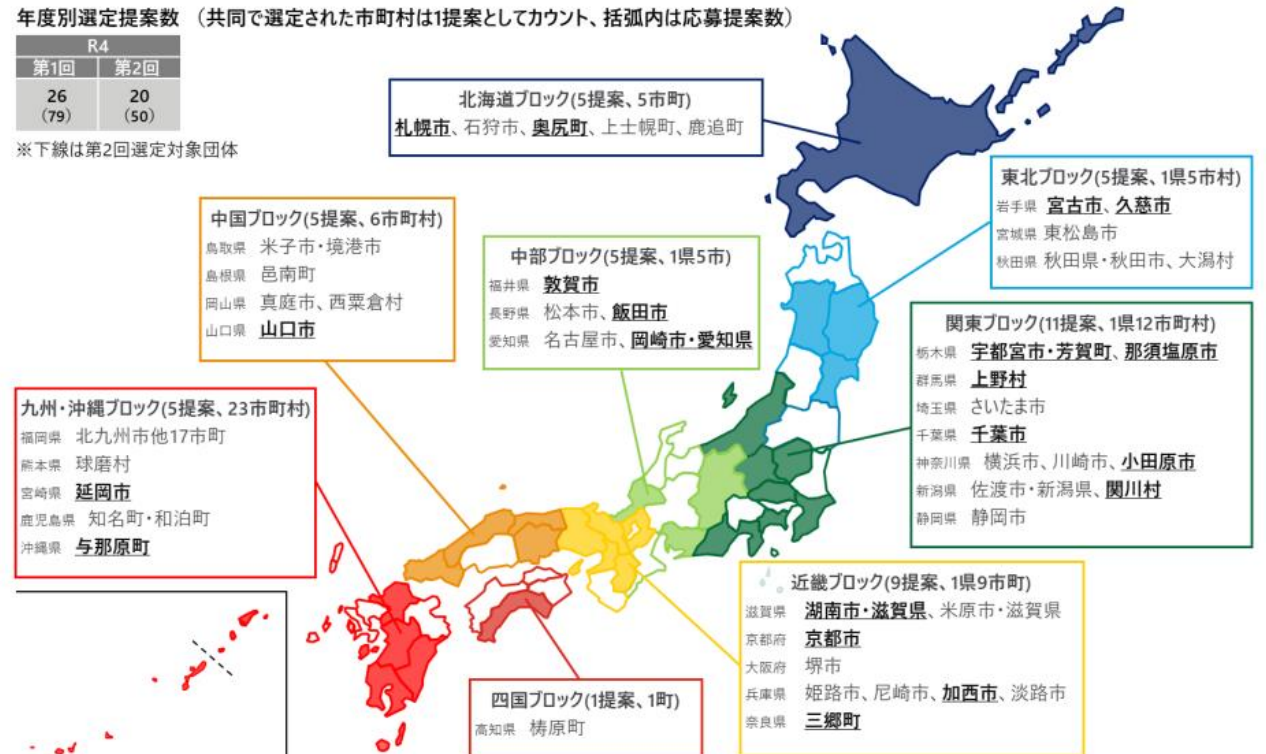 年度別選定提案数 （共同で選定された市町村は1提案としてカウント、括弧内は応募提案数）
R4
第1回 第2回
26 20
(79) (50)
※下線は第2回選定対象団体
北海道ブロック(5提案、5市町)
札幌市、石狩市、奥尻町、上士幌町、鹿追町
東北ブロック(5提案、1県5市村)
岩手県 宮古市、久慈市
宮城県 東松島市
秋田県 秋田県・秋田市、大潟村
中国ブロック(5提案、6市町村)
鳥取県 米子市・境港市
島根県 邑南町
岡山県 真庭市、西粟倉村
山口県 山口市
中部ブロック(5提案、1県5市)
福井県 敦賀市
長野県 松本市、飯田市
愛知県 名古屋市、岡崎市・愛知県
関東ブロック(11提案、1県12市町村)
栃木県 宇都宮市・芳賀町、那須塩原市
群馬県 上野村
埼玉県 さいたま市
千葉県 千葉市
神奈川県 横浜市、川崎市、小田原市
新潟県 佐渡市・新潟県、関川村
静岡県 静岡市
九州・沖縄ブロック(5提案、23市町村)
福岡県 北九州市他17市町
熊本県 球磨村
宮崎県 延岡市
鹿児島県 知名町・和泊町
沖縄県 与那原町
近畿ブロック(9提案、1県9市町)
滋賀県 湖南市・滋賀県、米原市・滋賀県
京都府 京都市
大阪府 堺市
兵庫県 姫路市、尼崎市、加西市、淡路市
奈良県 三郷町
四国ブロック(1提案、1町)
高知県 梼原町